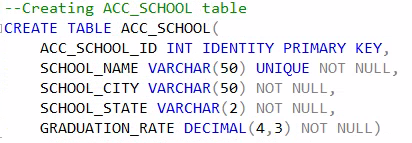 --Creating ACC_SCHOOL table
CREATE TABLE ACC_SCHOOL(
ACC_SCHOOL_ID INT IDENTITY PRIMARY KEY,
SCHOOL_NAME VARCHAR(50) UNIQUE NOT NULL,
SCHOOL_CITY VARCHAR(50) NOT NULL,
SCHOOL_STATE VARCHAR(2) NOT NULL,
GRADUATION_RATE DECIMAL(4,3) NOT NULL)